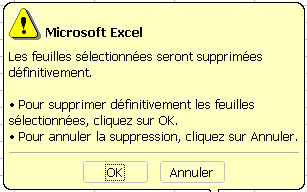 Microsoft Excel
Les feuilles sélectionnées seront supprimées
définitivement.
• Pour supprimer définitivement les feuilles
sélectionnées, cliquez sur OK.
• Pour annuler la suppression, cliquez sur Annuler.
OK Annuler